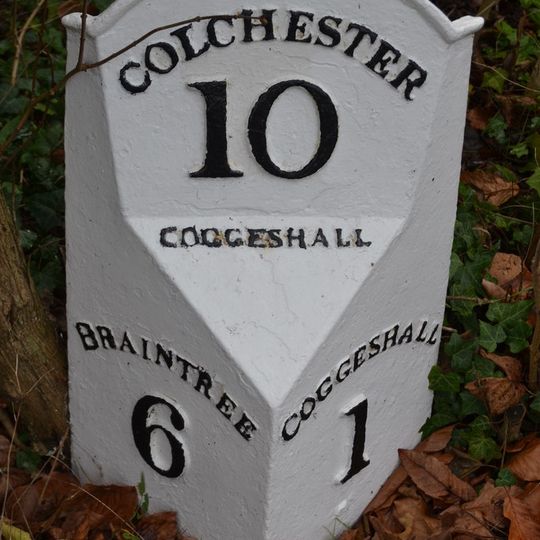 COLCHESTER
10
COGGESHALL
BRAINTREE
6
COGGESHALL
1